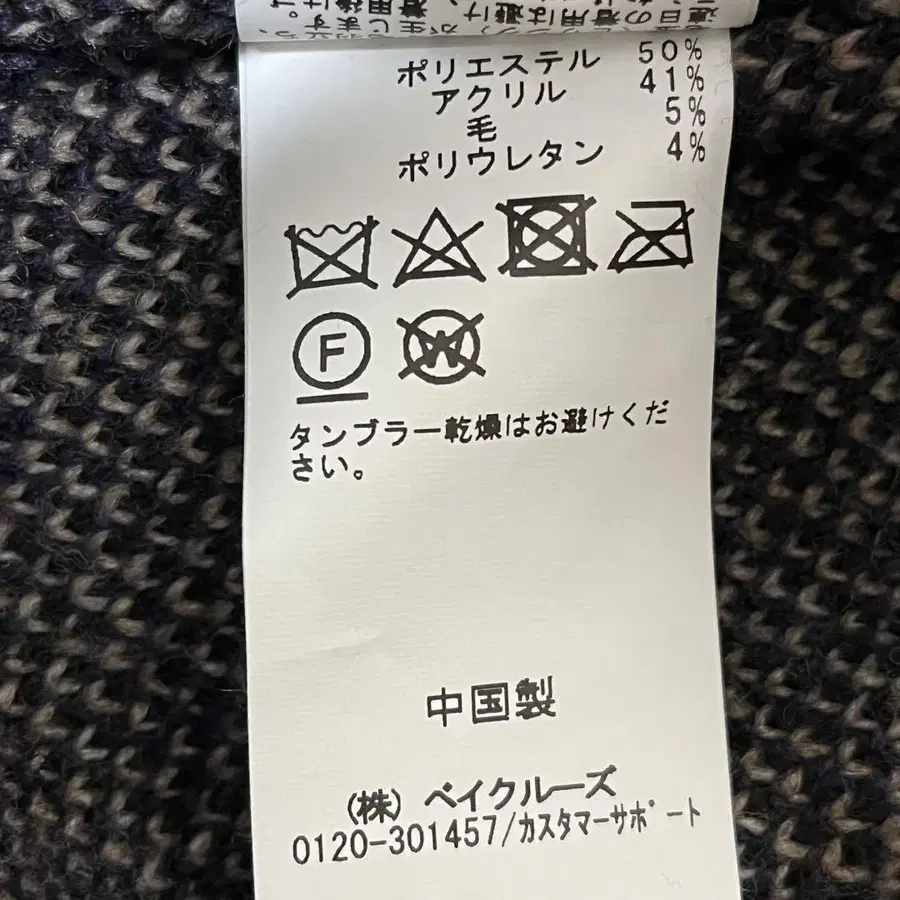 ポリエステル 50%
アクリル 41%
毛 5%
ポリウレタン 4%
F W
タンブラー乾燥はお避けくだ
さい。
中国製
(株) ベイクルーズ
0120-301457/カスタマーサポート